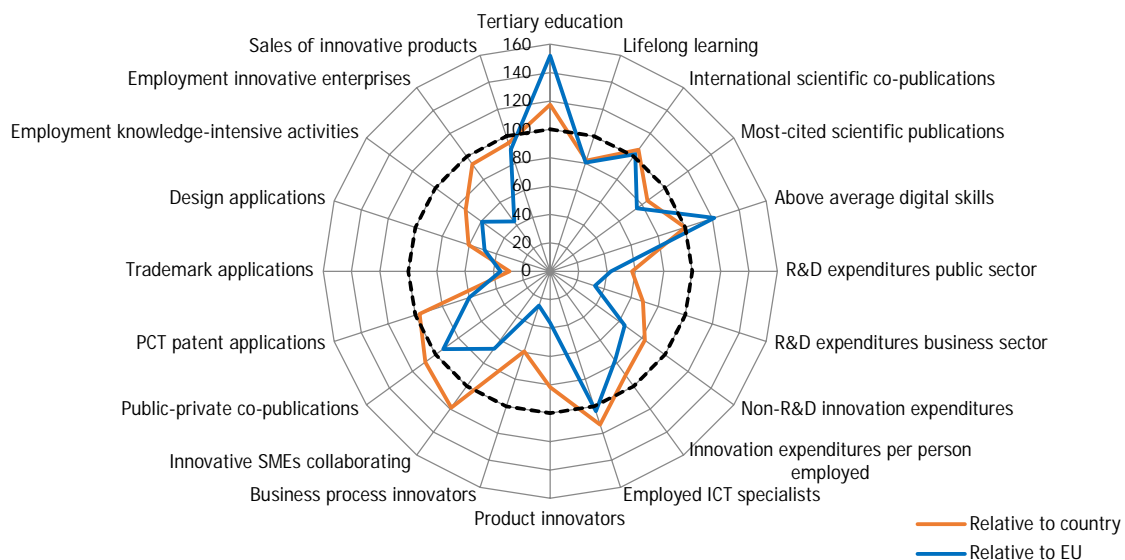 Tertiary education
Sales of innovative products
Lifelong learning
Employment innovative enterprises
International scientific co-publications
Employment knowledge-intensive activities
Most-cited scientific publications
Design applications
Above average digital skills
Trademark applications
R&D expenditures public sector
PCT patent applications
R&D expenditures business sector
Public-private co-publications
Non-R&D innovation expenditures
Innovative SMEs collaborating
Innovation expenditures per person
employed
Business process innovators
Employed ICT specialists
Product innovators
160
140
120
100
80
60
40
20
0
Relative to country
Relative to EU